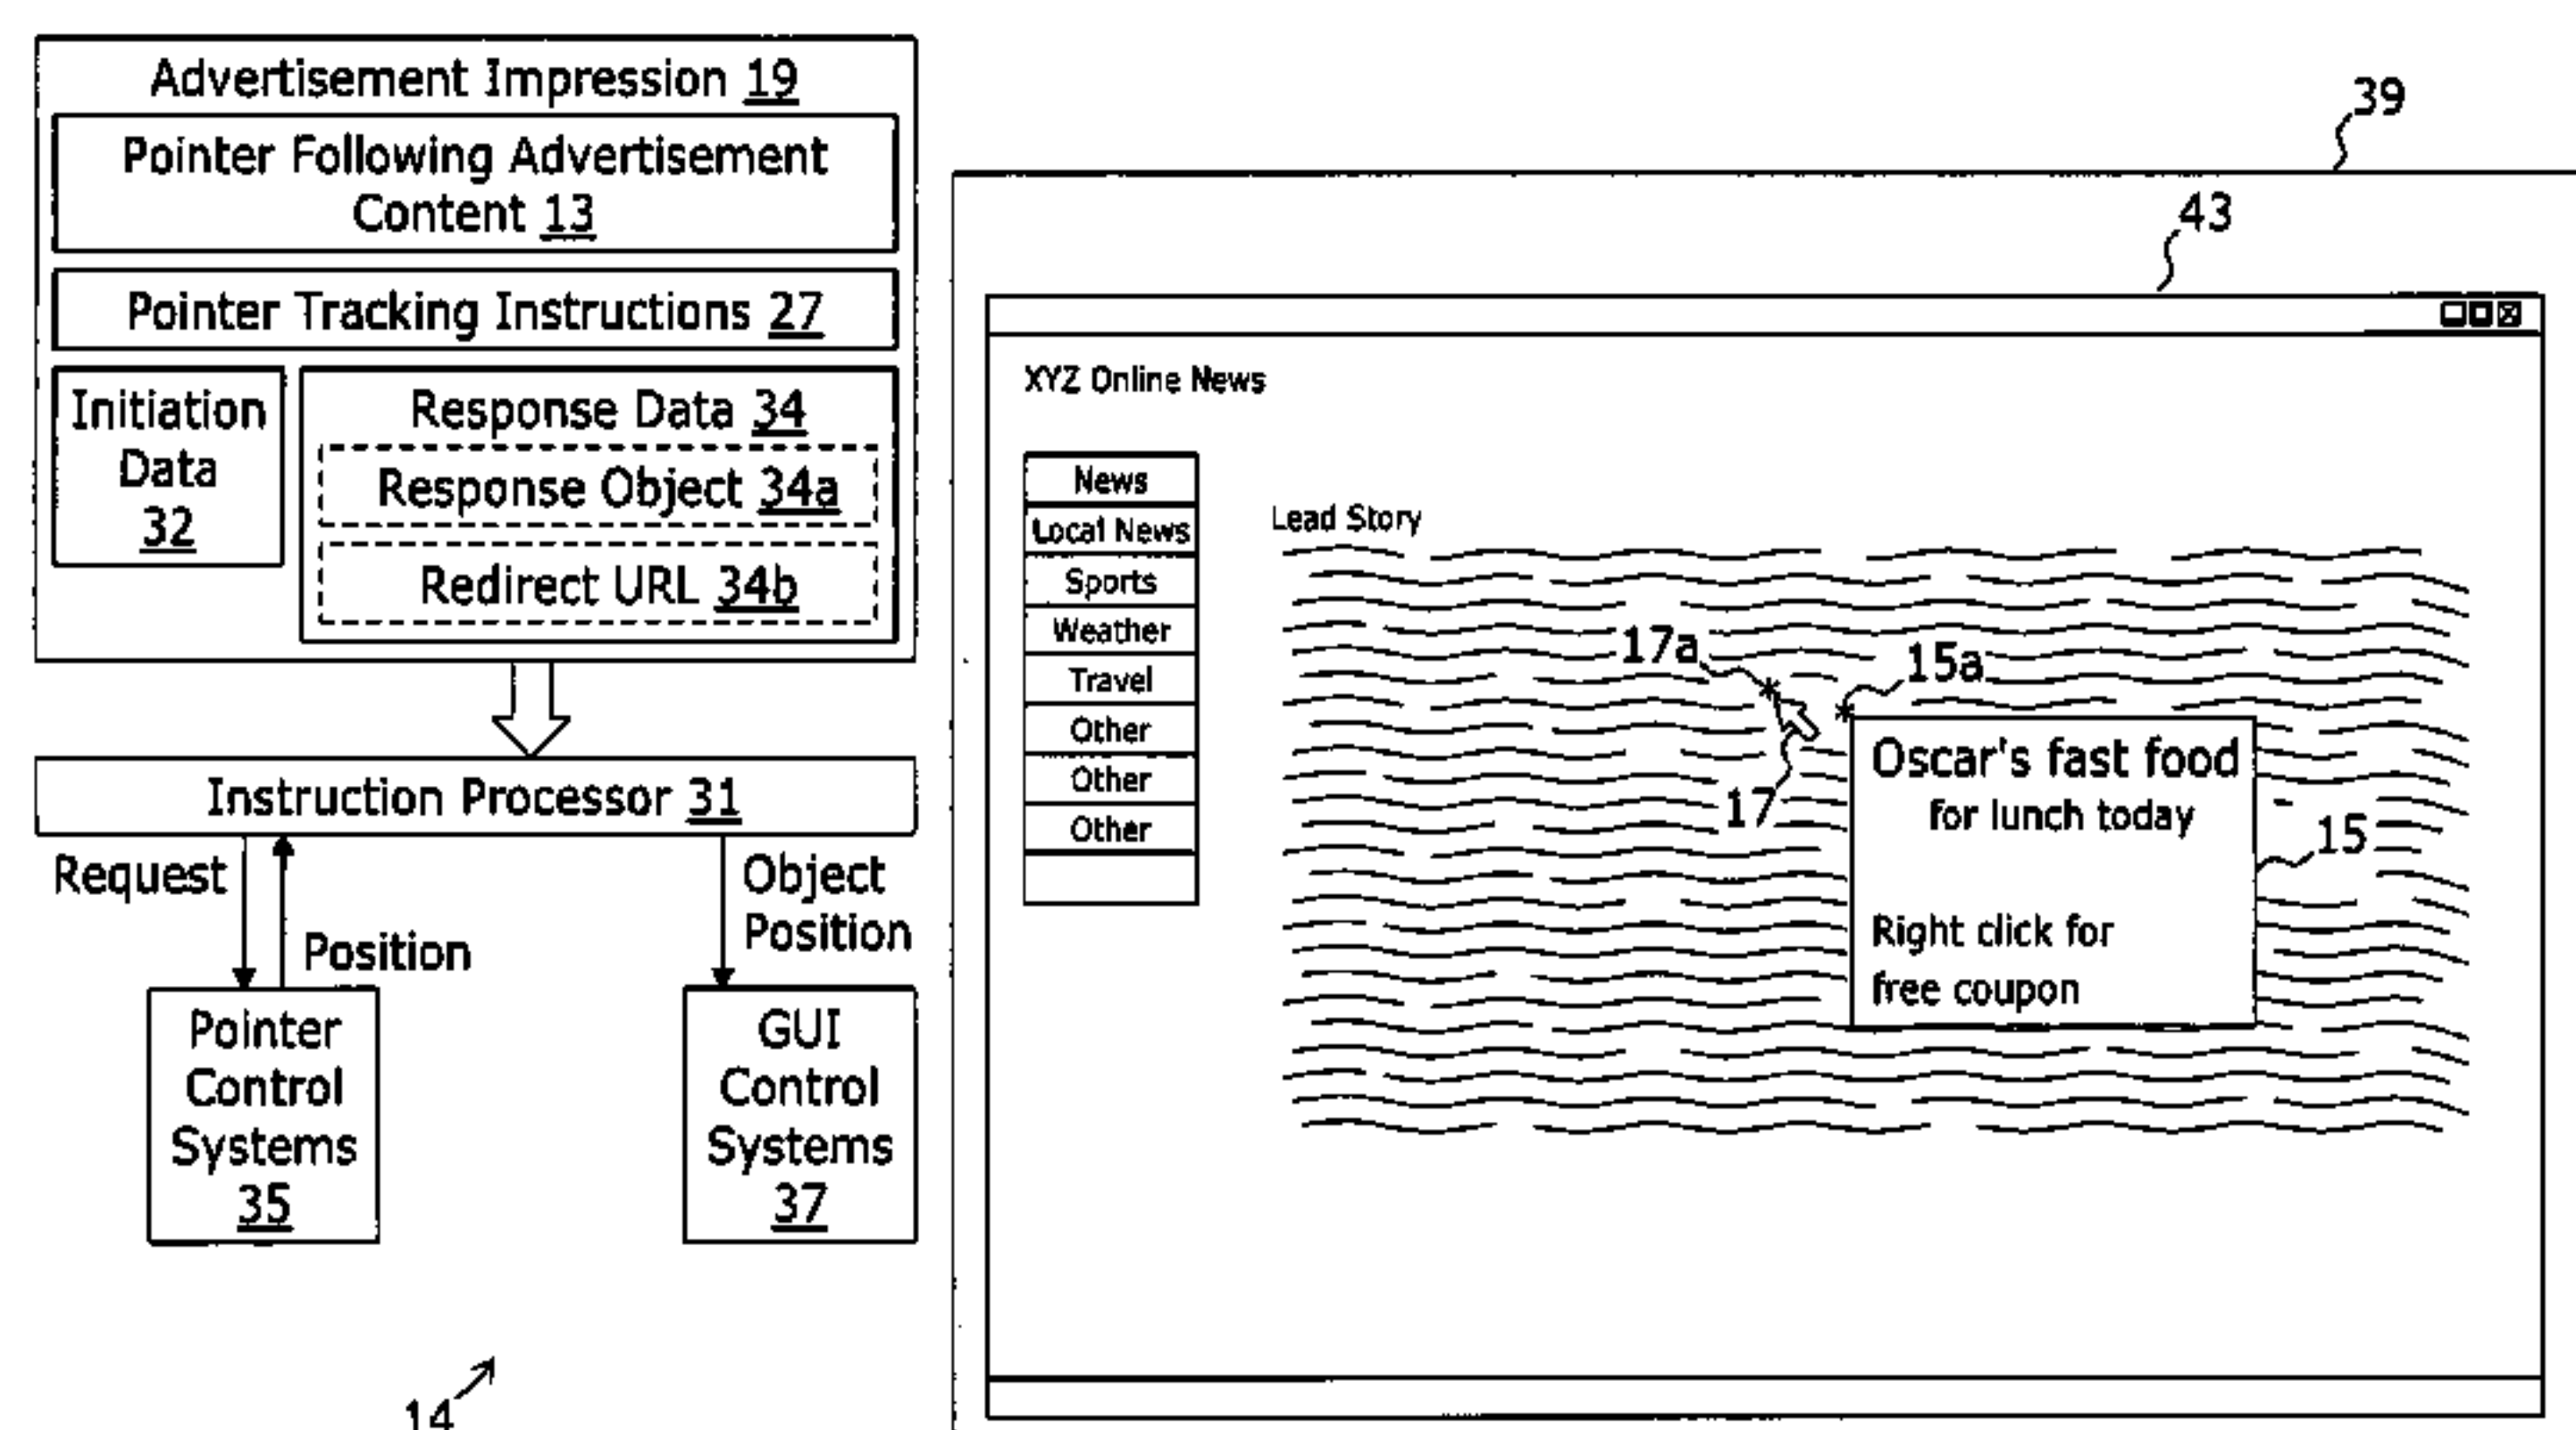 Advertisement Impression 19
Pointer Following Advertisement
Content 13
Pointer Tracking Instructions 27
Initiation
Data
32
Response Data 34
Response Object 34a
Redirect URL 34b
Instruction Processor 31
Request
Position
Object
Position
Pointer
Control
Systems
35
GUI
Control
Systems
37
14
39
43
XYZ Online News
News
Local News
Sports
Weather
Travel
Other
Other
Other
Lead Story
17a
15a
17
Oscar's fast food
for lunch today
Right click for
free coupon
15